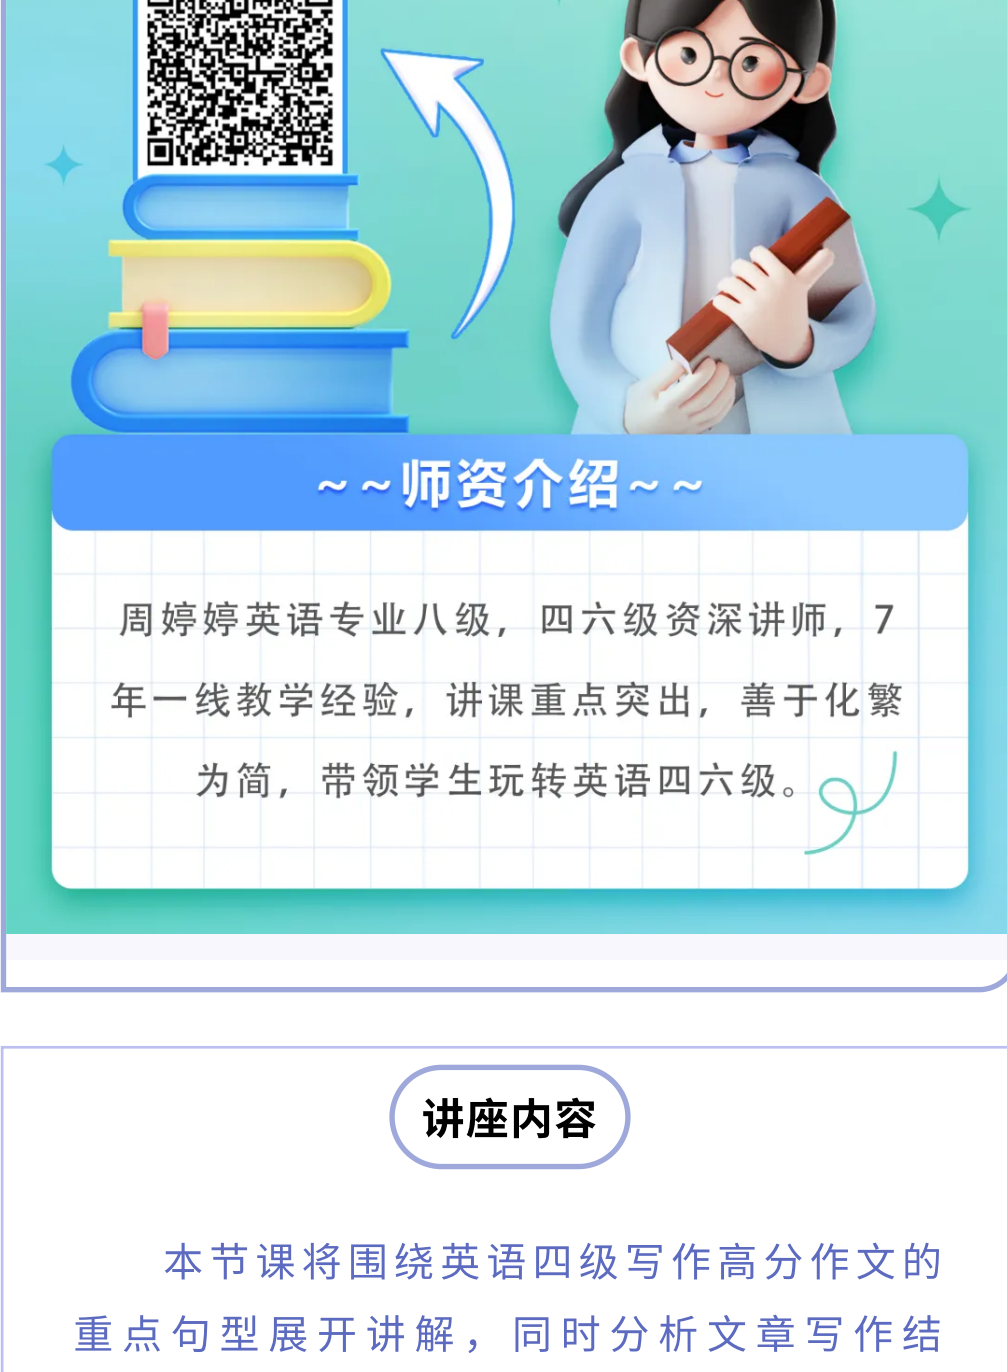 ~~师资介绍~~
周婷婷英语专业八级，四六级资深讲师，7
年一线教学经验，讲课重点突出，善于化繁
为简，带领学生玩转英语四六级。
讲座内容
本节课将围绕英语四级写作高分作文的
重点句型展开讲解，同时分析文章写作结